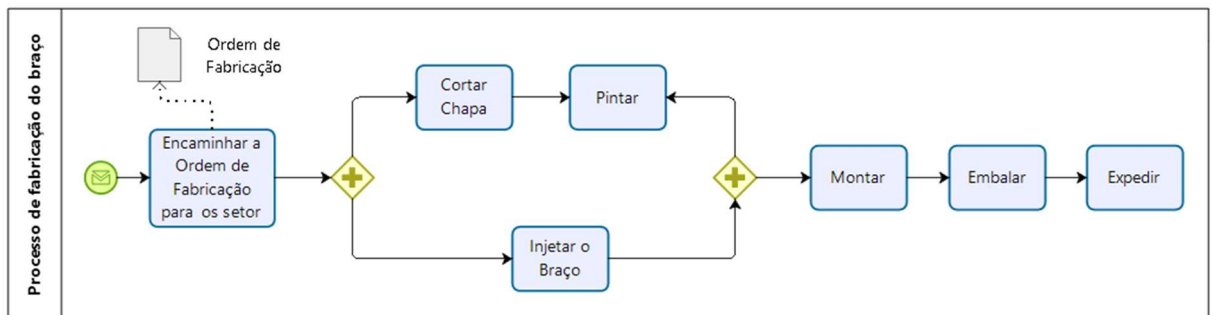 Processo de fabricação do braço
Ordem de
Fabricação
Encaminhar a
Ordem de
Fabricação
para os setor
Cortar
Chapa
Pintar
Injetar o
Braço
Montar
Embalar
Expedir